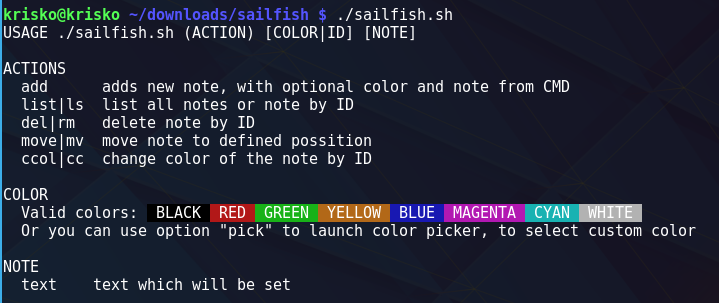 krisko@krisko ~/downloads/sailfish $ ./sailfish.sh
USAGE ./sailfish.sh (ACTION) [COLOR|ID] [NOTE]
ACTIONS
add adds new note, with optional color and note from CMD
list|ls list all notes or note by ID
del|rm delete note by ID
move|mv move note to defined possition
ccol|cc change color of the note by ID
COLOR
Valid colors: BLACK RED GREEN YELLOW BLUE MAGENTA CYAN WHITE
Or you can use option "pick" to launch color picker, to select custom color
NOTE
text text which will be set